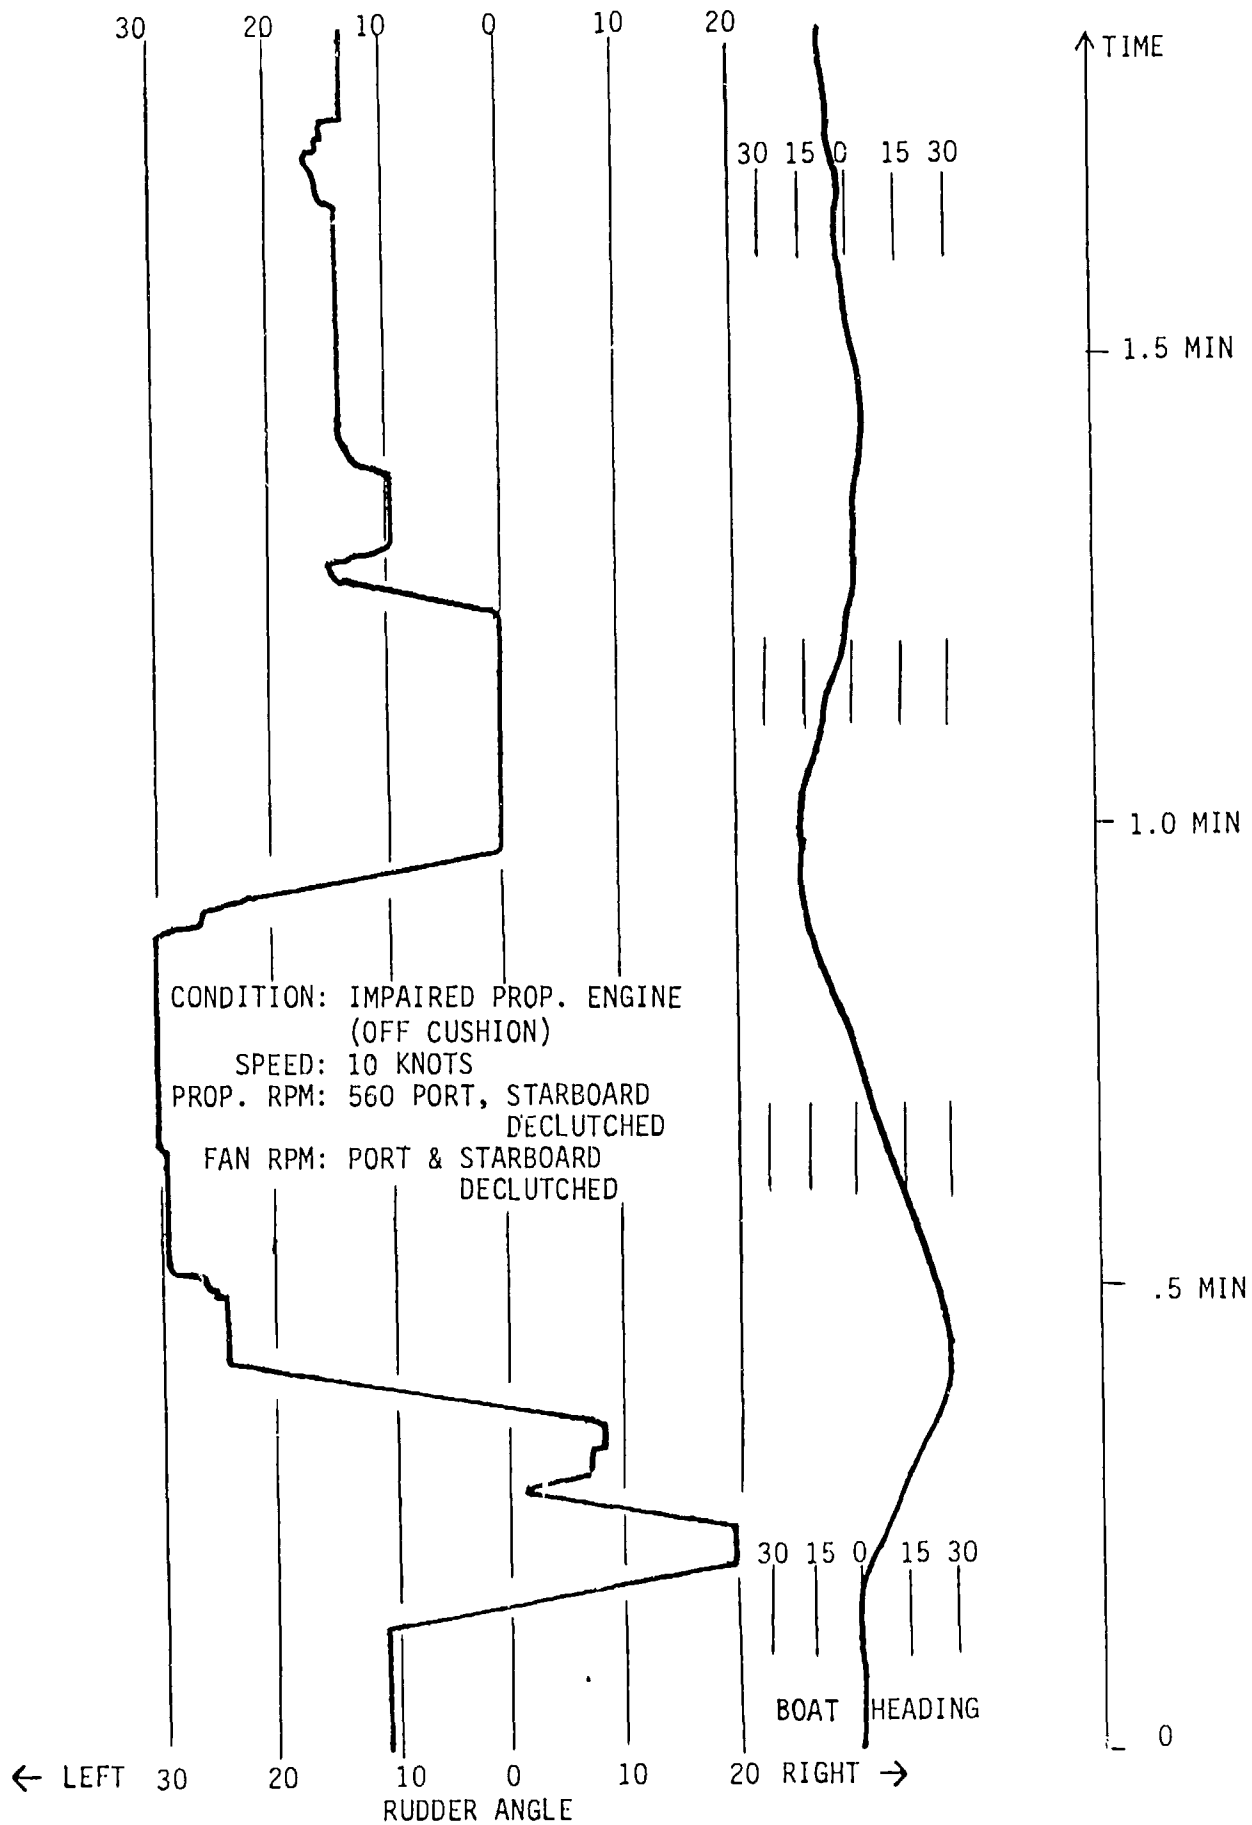 30 20 10 0 10 20
TIME
30 15 0 15 30
1.5 MIN
1.0 MIN
CONDITION: IMPAIRED PROP. ENGINE
(OFF CUSHION)
SPEED: 10 KNOTS
PROP. RPM: 560 PORT, STARBOARD
DECLUTCHED
FAN RPM: PORT & STARBOARD
DECLUTCHED
.5 MIN
30 15 0 15 30
BOAT HEADING
0
← LEFT 30 20 10 0 10 20 RIGHT →
RUDDER ANGLE